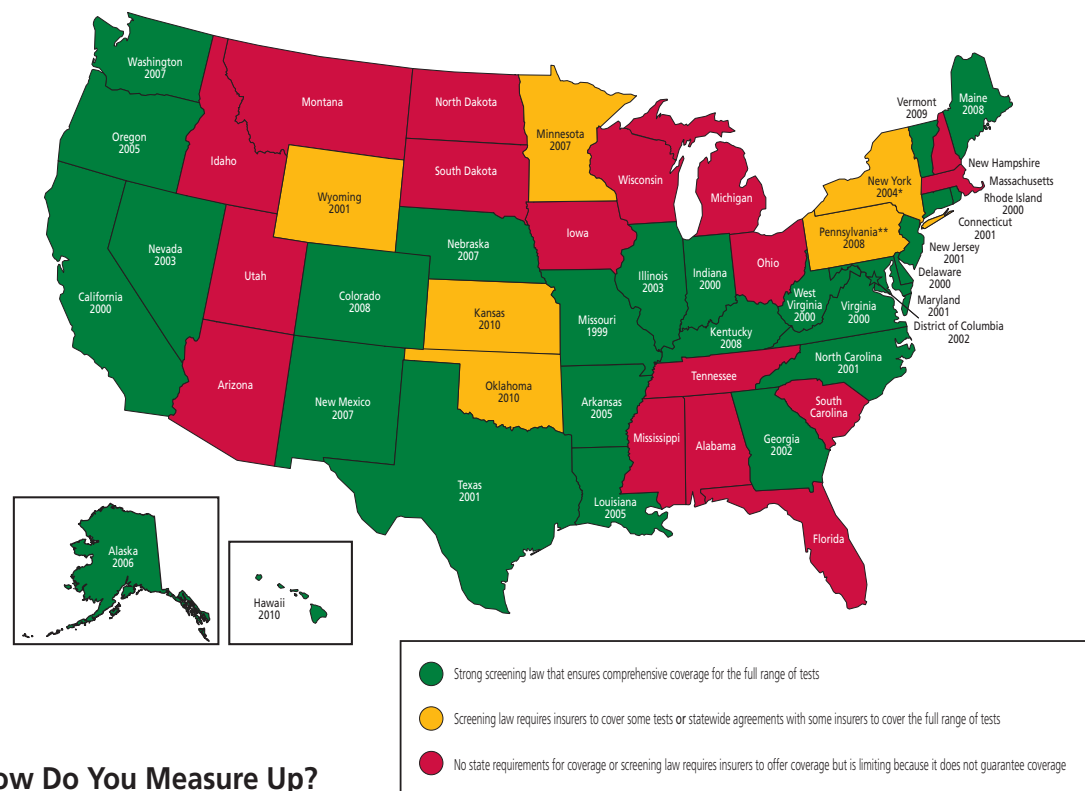 Washington
2007
Oregon
2005
California
2000
Nevada
2003
Idaho
Montana
Wyoming
2001
Utah
Arizona
Colorado
2008
New Mexico
2007
North Dakota
South Dakota
Nebraska
2007
Kansas
2010
Oklahoma
2010
Texas
2001
Minnesota
2007
Iowa
Missouri
1999
Arkansas
2005
Louisiana
2005
Wisconsin
Illinois
2003
Michigan
Indiana
2000
Ohio
Kentucky
2008
Tennessee
Mississippi
Alabama
Georgia
2002
Florida
South
Carolina
North Carolina
2001
West
Virginia
2000
Virginia
2000
Pennsylvania**
2008
New York
2004*
Vermont
2009
Maine
2008
New Hampshire
Massachusetts
Rhode Island
2000
Connecticut
2001
New Jersey
2001
Delaware
2000
Maryland
2001
District of Columbia
2002
Alaska
2006
Hawaii
2010
Strong screening law that ensures comprehensive coverage for the full range of tests
Screening law requires insurers to cover some tests or statewide agreements with some insurers to cover the full range of tests
No state requirements for coverage or screening law requires insurers to offer coverage but is limiting because it does not guarantee coverage
ow Do You Measure Up?